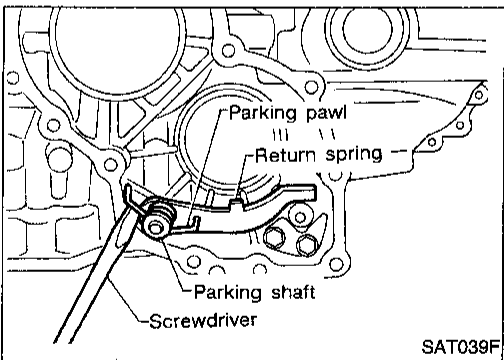 Parking pawl
Return spring
Parking shaft
Screwdriver
SAT039F